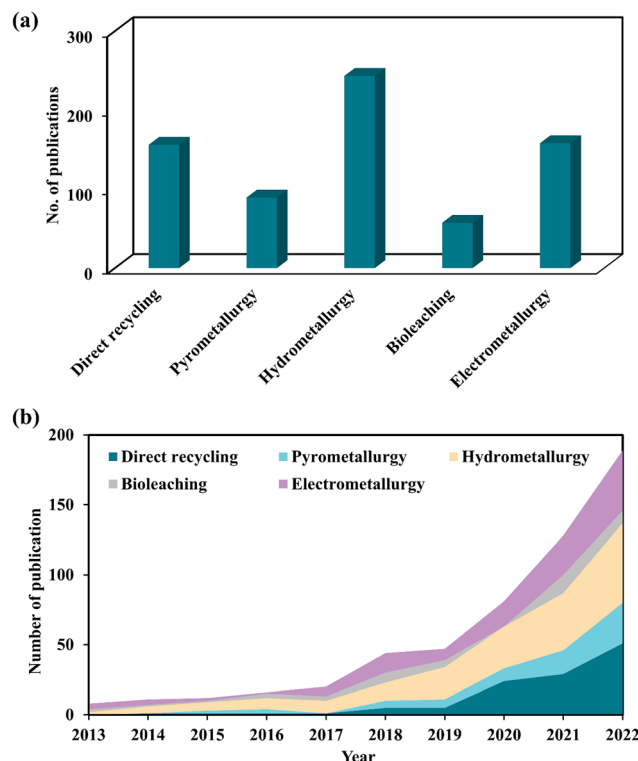 (a)
300
200
100
0
No. of publications
Direct recycling
Pyrometallurgy
Hydrometallurgy
Bioleaching
Electrometallurgy
(b)
200
150
100
50
0
Number of publication
Direct recycling Pyrometallurgy Hydrometallurgy
Bioleaching Electrometallurgy
2013 2014 2015 2016 2017 2018 2019 2020 2021 2022
Year